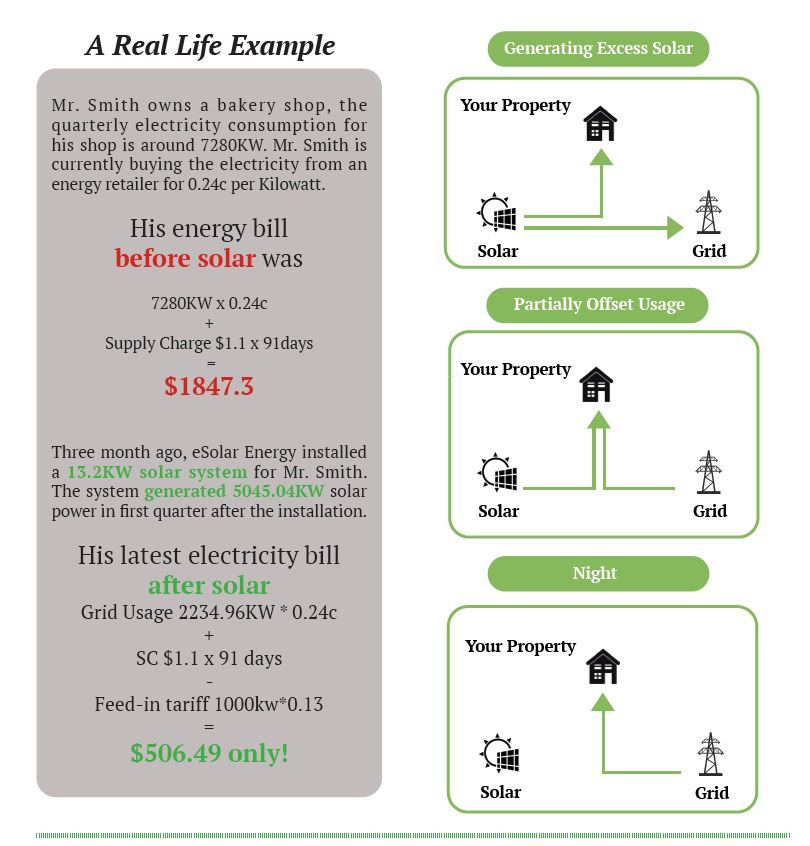 A Real Life Example
Mr. Smith owns a bakery shop, the
quarterly electricity consumption for
his shop is around 7280KW. Mr. Smith is
currently buying the electricity from an
energy retailer for 0.24c per Kilowatt.
His energy bill
before solar was
7280KW x 0.24c
+
Supply Charge $1.1 x 91days
=
$1847.3
Three month ago, eSolar Energy installed
a 13.2KW solar system for Mr. Smith.
The system generated 5045.04KW solar
power in first quarter after the installation.
His latest electricity bill
after solar
Grid Usage 2234.96KW * 0.24c
+
SC $1.1 x 91 days
-
Feed-in tariff 1000kw*0.13
=
$506.49 only!
Generating Excess Solar
Your Property
Solar
Grid
Partially Offset Usage
Your Property
Solar
Grid
Night
Your Property
Solar
Grid